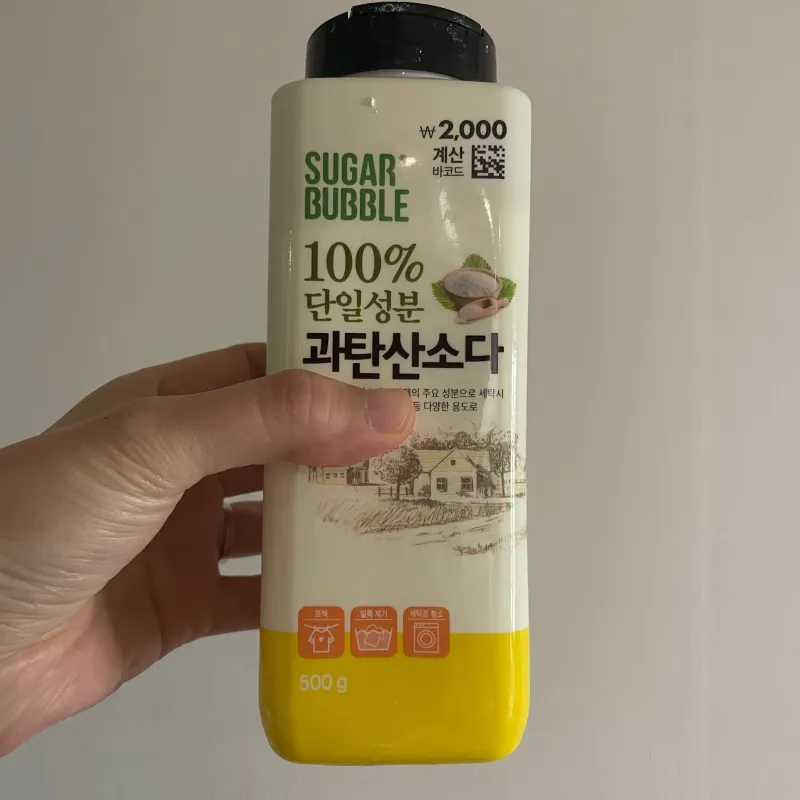 ₩2,000
계산
바코드
SUGAR
BUBBLE
100%
단일성분
과탄산소다
주요 성분으로 세탁시
등 다양한 용도로
표백
얼룩 제거
세탁조 청소
500 g